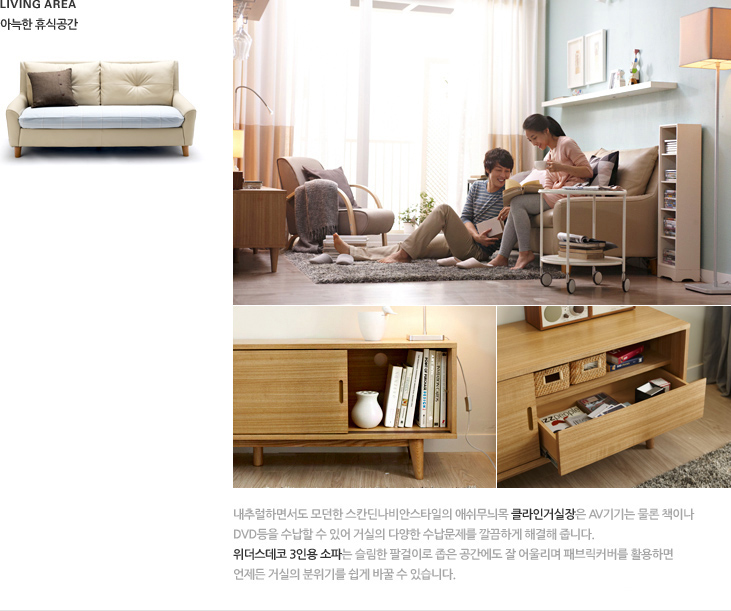 LIVING AREA
아늑한 휴식공간
내추럴하면서도 모던한 스칸딘나비안스타일의 애쉬무늬목 클라인거실장은 AV기기는 물론 책이나
DVD등을 수납할 수 있어 거실의 다양한 수납문제를 깔끔하게 해결해 줍니다.
위더스데코 3인용 소파는 슬림한 팔걸이로 좁은 공간에도 잘 어울리며 패브릭커버를 활용하면
언제든 거실의 분위기를 쉽게 바꿀 수 있습니다.